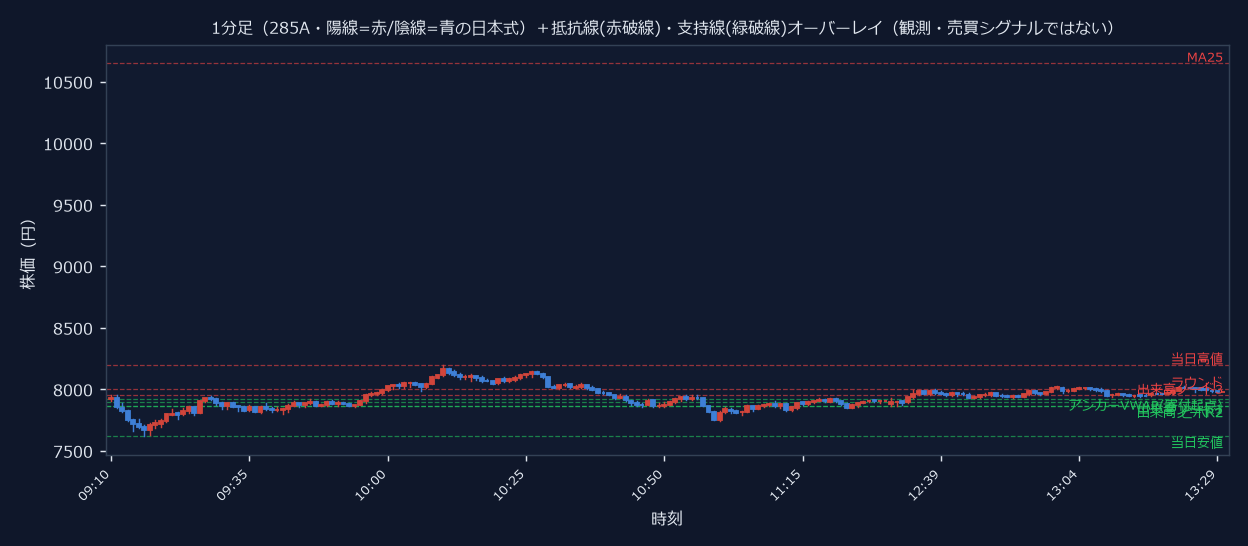 1分足（285A・陽線=赤/陰線=青の日本式）＋抵抗線(赤破線)・支持線(緑破線)オーバーレイ（観測・売買シグナルではない）
株価（円）
10500
10000
9500
9000
8500
8000
7500
MA25
当日高値
ラウンド
当日安値
09:10
09:35
10:00
10:25
10:50
11:15
12:39
13:04
13:29
時刻